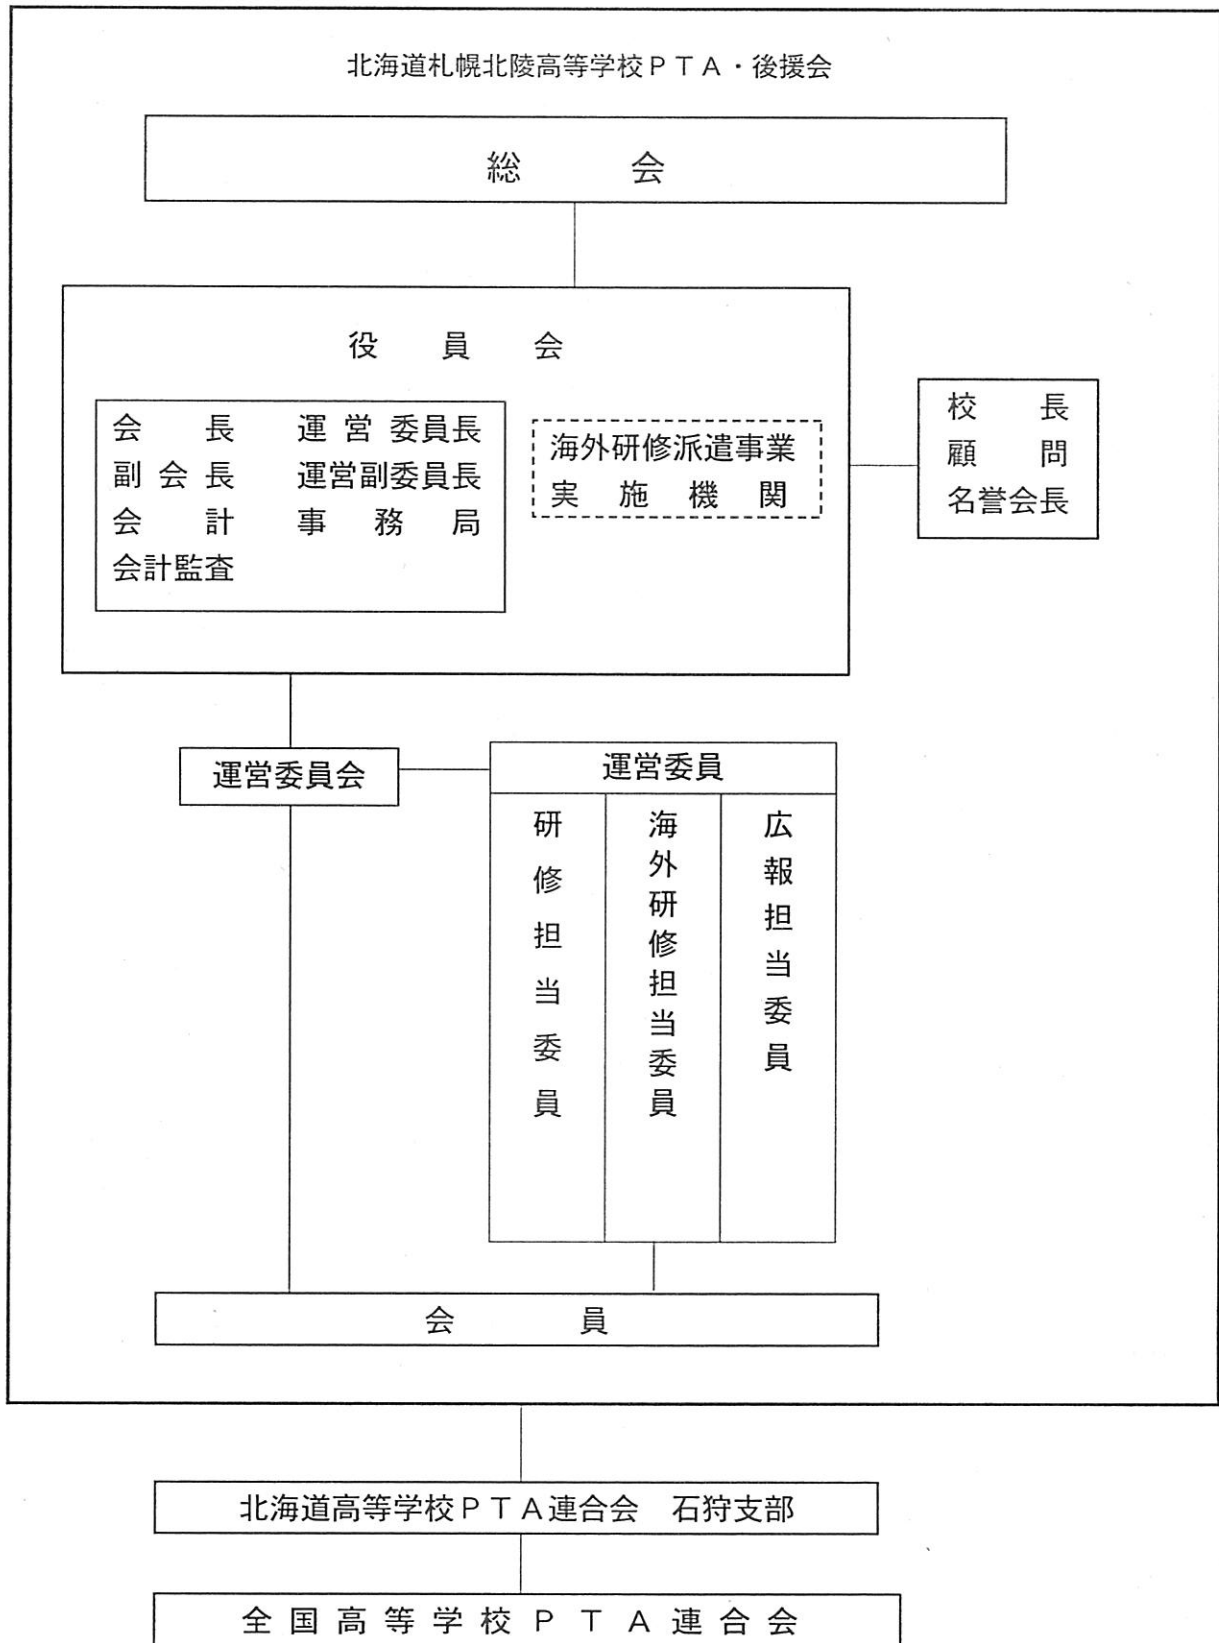 北海道札幌北陵高等学校ＰＴＡ・後援会
総　会
役　員　会
会　長　運営委員長
副会長　運営副委員長
会　計　事　務　局
会計監査
海外研修派遣事業
実　施　機　関
校　長
顧　問
名誉会長
運営委員会
運営委員
研修担当委員
海外研修担当委員
広報担当委員
会　員
北海道高等学校ＰＴＡ連合会　石狩支部
全国高等学校ＰＴＡ連合会